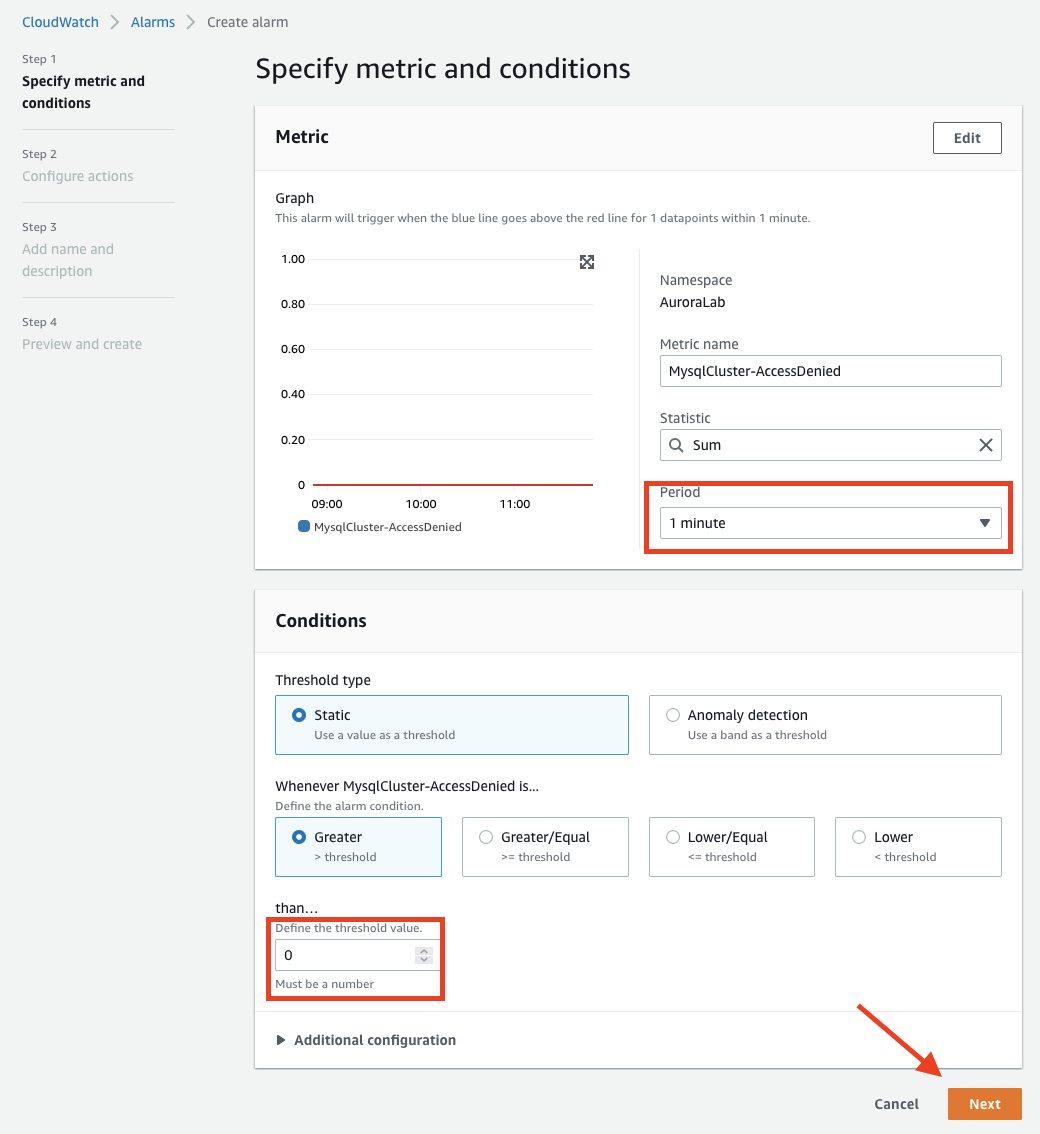 CloudWatch > Alarms > Create alarm
Step 1
Specify metric and
conditions
Step 2
Configure actions
Step 3
Add name and
description
Step 4
Preview and create
Specify metric and conditions
Metric
Edit
Graph
This alarm will trigger when the blue line goes above the red line for 1 datapoints within 1 minute.
1.00
0.80
0.60
0.40
0.20
0
09:00 10:00 11:00
MysqlCluster-AccessDenied
Namespace
AuroraLab
Metric name
MysqlCluster-AccessDenied
Statistic
Sum
Period
1 minute
Conditions
Threshold type
Static
Use a value as a threshold
Anomaly detection
Use a band as a threshold
Whenever MysqlCluster-AccessDenied is...
Define the alarm condition.
Greater
> threshold
Greater/Equal
>= threshold
Lower/Equal
<= threshold
Lower
< threshold
than...
Define the threshold value.
0
Must be a number
Additional configuration
Cancel
Next